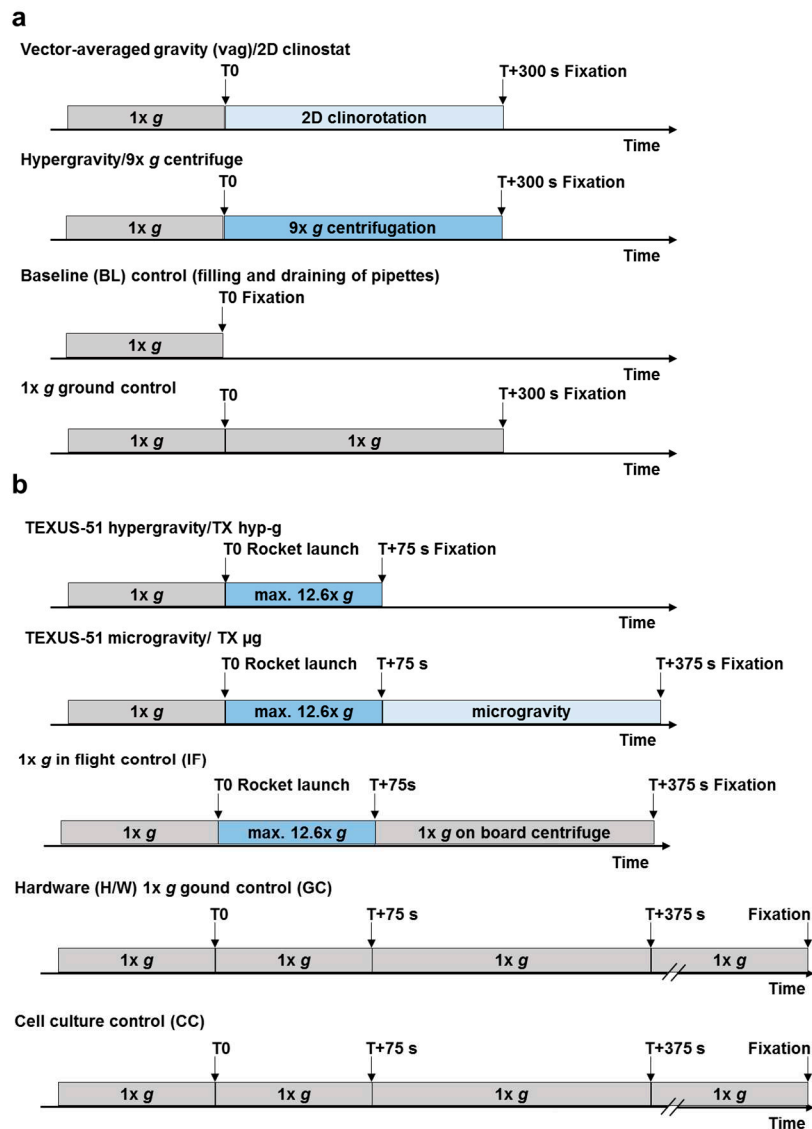 a
Vector-averaged gravity (vag)/2D clinostat
T0 T+300 s Fixation
1x g 2D clinorotation
Time
Hypergravity/9x g centrifuge
T0 T+300 s Fixation
1x g 9x g centrifugation
Time
Baseline (BL) control (filling and draining of pipettes)
T0 Fixation
1x g
Time
1x g ground control
T0 T+300 s Fixation
1x g 1x g
Time
b
TEXUS-51 hypergravity/TX hyp-g
T0 Rocket launch T+75 s Fixation
1x g max. 12.6x g
Time
TEXUS-51 microgravity/ TX µg
T0 Rocket launch T+75 s T+375 s Fixation
1x g max. 12.6x g microgravity
Time
1x g in flight control (IF)
T0 Rocket launch T+75s T+375 s Fixation
1x g max. 12.6x g 1x g on board centrifuge
Time
Hardware (H/W) 1x g gound control (GC)
T0 T+75 s T+375 s Fixation
1x g 1x g 1x g 1x g
Time
Cell culture control (CC)
T0 T+75 s T+375 s Fixation
1x g 1x g 1x g 1x g
Time